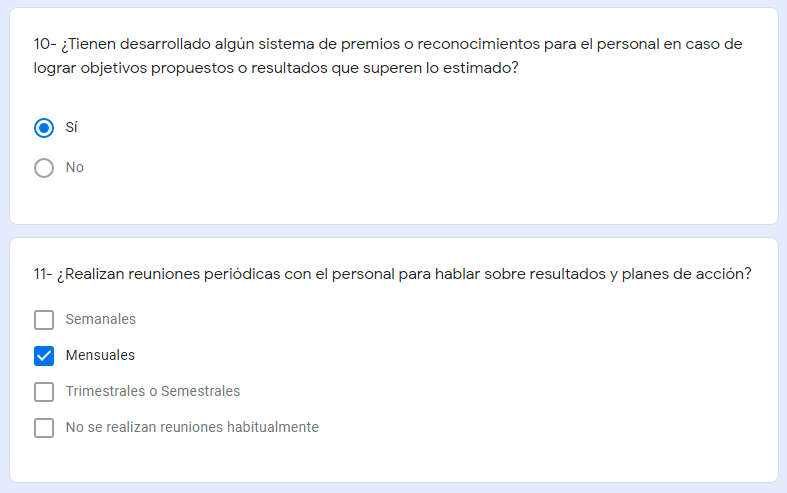 10- ¿Tienen desarrollado algún sistema de premios o reconocimientos para el personal en caso de
lograr objetivos propuestos o resultados que superen lo estimado?
Sí
No
11- ¿Realizan reuniones periódicas con el personal para hablar sobre resultados y planes de acción?
Semanales
Mensuales
Trimestrales o Semestrales
No se realizan reuniones habitualmente